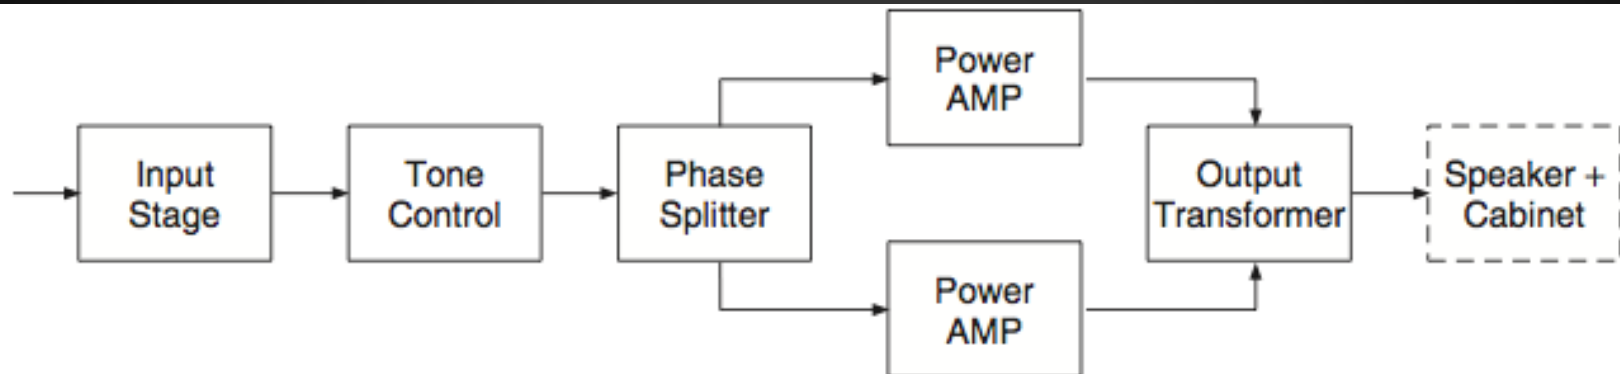 Input
Stage
Tone
Control
Phase
Splitter
Power
AMP
Power
AMP
Output
Transformer
Speaker +
Cabinet